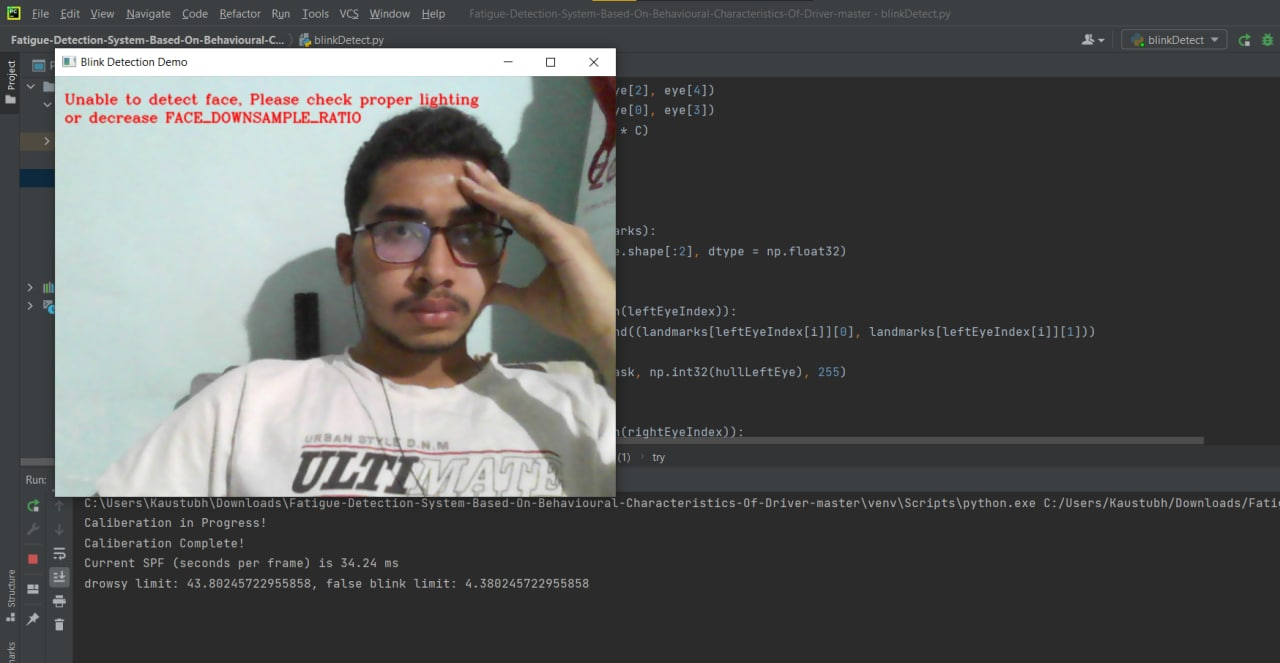 File Edit View Navigate Code Refactor Run Tools VCS Window Help Fatigue-Detection-System-Based-On-Behavioural-Characteristics-Of-Driver-master - blinkDetect.py
Fatigue-Detection-System-Based-On-Behavioural-C... blinkDetect.py blinkDetect
Project
Blink Detection Demo
Unable to detect face, Please check proper lighting
or decrease FACE_DOWNSAMPLE_RATIO
ye[2], eye[4])
ye[0], eye[3])
* C)
arks):
e.shape[:2], dtype = np.float32)
n(leftEyeIndex)):
nd((landmarks[leftEyeIndex[i]][0], landmarks[leftEyeIndex[i]][1]))
ask, np.int32(hullLeftEye), 255)
n(rightEyeIndex)):
(1) try
URBAN STYLE D.N.M
ULTIMATE
Run:
C:\Users\Kaustubh\Downloads\Fatigue-Detection-System-Based-On-Behavioural-Characteristics-Of-Driver-master\venv\Scripts\python.exe C:/Users/Kaustubh/Downloads/Fati
Caliberation in Progress!
Caliberation Complete!
Current SPF (seconds per frame) is 34.24 ms
drowsy limit: 43.80245722955858, false blink limit: 4.380245722955858
Structure
arks